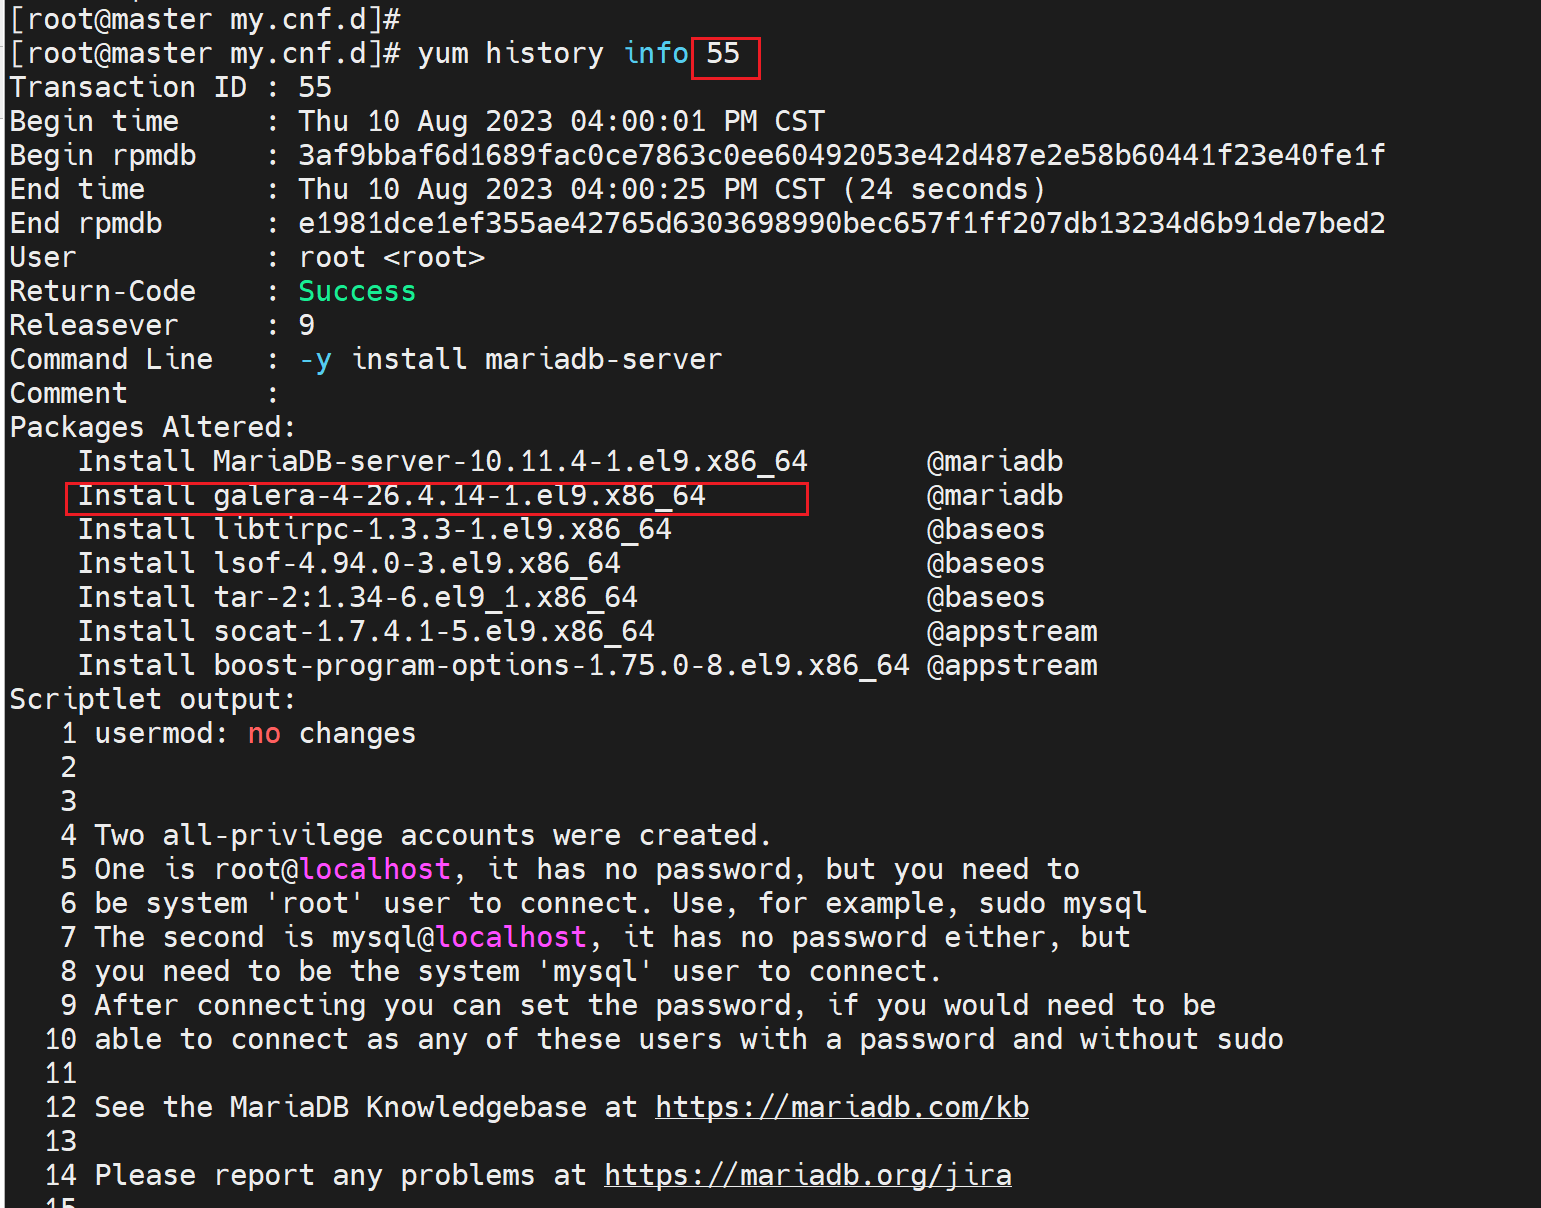 [root@master my.cnf.d]#
[root@master my.cnf.d]# yum history info 55
Transaction ID : 55
Begin time     : Thu 10 Aug 2023 04:00:01 PM CST
Begin rpmdb    : 3af9bbaf6d1689fac0ce7863c0ee60492053e42d487e2e58b60441f23e40fe1f
End time       : Thu 10 Aug 2023 04:00:25 PM CST (24 seconds)
End rpmdb      : e1981dce1ef355ae42765d6303698990bec657f1ff207db13234d6b91de7bed2
User           : root <root>
Return-Code    : Success
Releasever     : 9
Command Line   : -y install mariadb-server
Comment        :
Packages Altered:
    Install MariaDB-server-10.11.4-1.el9.x86_64       @mariadb
    Install galera-4-26.4.14-1.el9.x86_64             @mariadb
    Install libtirpc-1.3.3-1.el9.x86_64               @baseos
    Install lsof-4.94.0-3.el9.x86_64                  @baseos
    Install tar-2:1.34-6.el9_1.x86_64                 @baseos
    Install socat-1.7.4.1-5.el9.x86_64                @appstream
    Install boost-program-options-1.75.0-8.el9.x86_64 @appstream
Scriptlet output:
   1 usermod: no changes
   2
   3
   4 Two all-privilege accounts were created.
   5 One is root@localhost, it has no password, but you need to
   6 be system 'root' user to connect. Use, for example, sudo mysql
   7 The second is mysql@localhost, it has no password either, but
   8 you need to be the system 'mysql' user to connect.
   9 After connecting you can set the password, if you would need to be
  10 able to connect as any of these users with a password and without sudo
  11
  12 See the MariaDB Knowledgebase at https://mariadb.com/kb
  13
  14 Please report any problems at https://mariadb.org/jira
  15